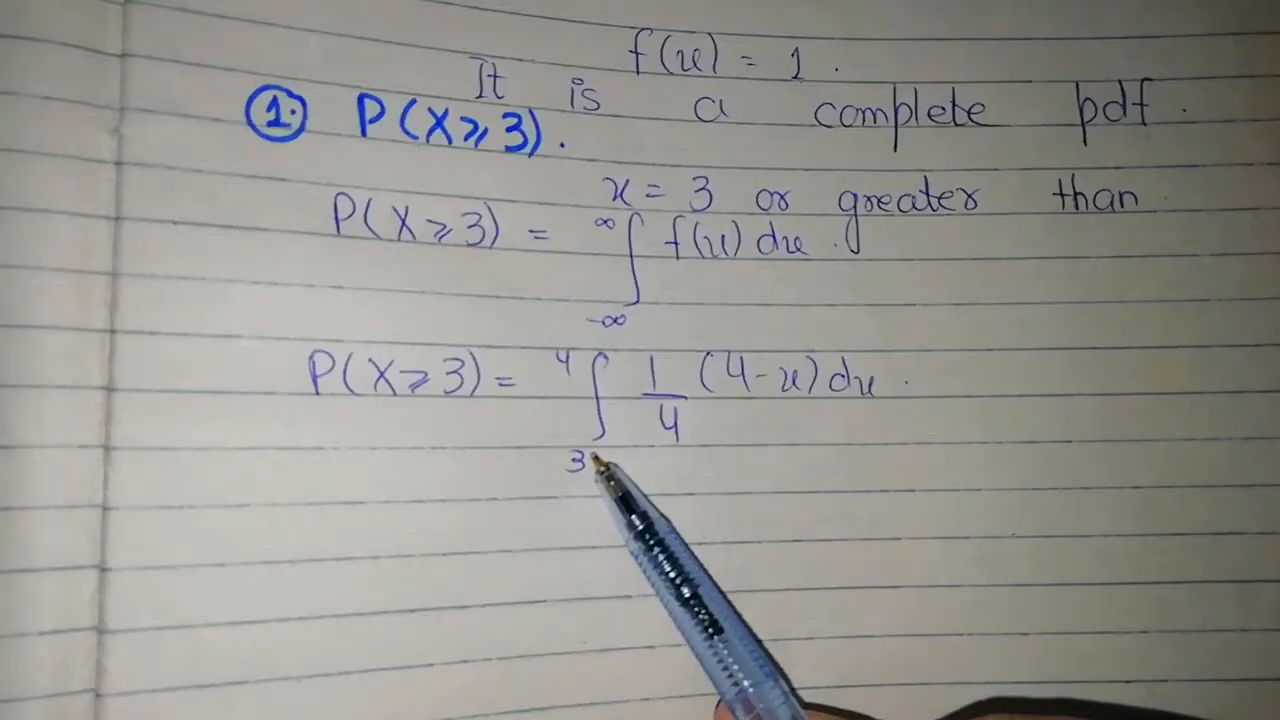 f(x) = 1 .
It is a complete pdf .
1. P(X⩾3).
x = 3 or greater than
P(X⩾3) = ∞∫-∞ f(x) dx .
P(X⩾3) = 4∫3 1/4 (4-x) dx .